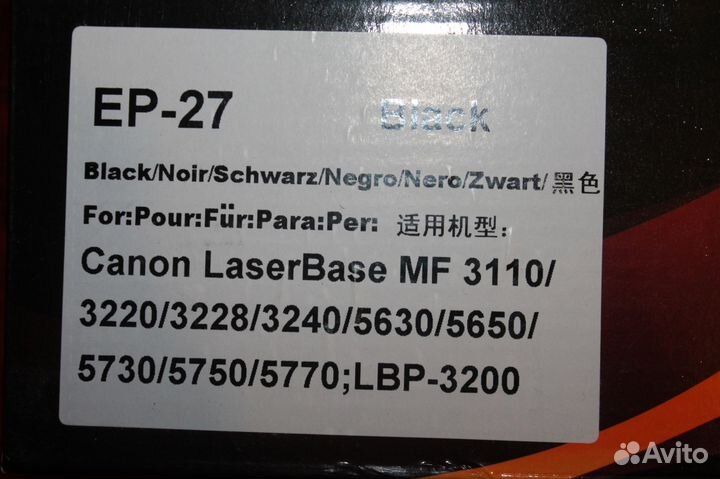 EP-27 Black
Black/Noir/Schwarz/Negro/Nero/Zwart/黑色
For:Pour:Für:Para:Per: 适用机型:
Canon LaserBase MF 3110/
3220/3228/3240/5630/5650/
5730/5750/5770;LBP-3200
Avito